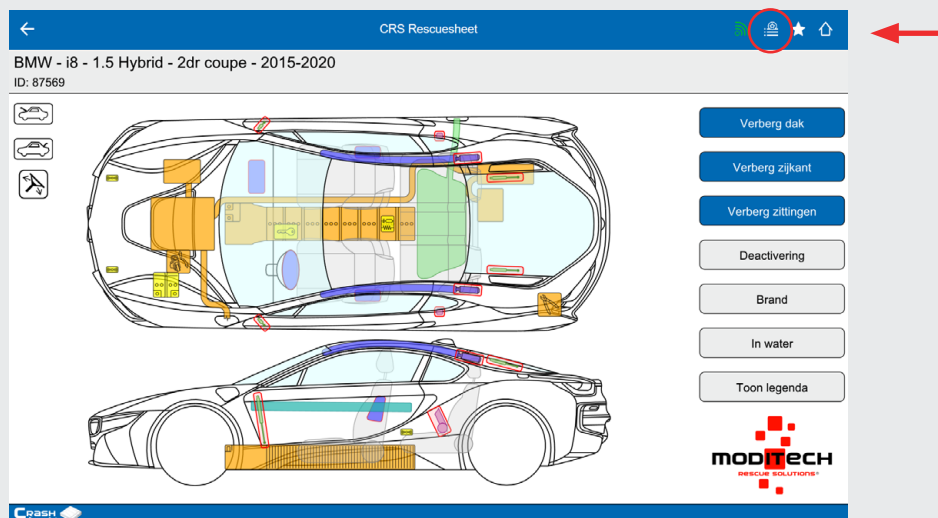 CRS Rescuesheet
BMW - i8 - 1.5 Hybrid - 2dr coupe - 2015-2020
ID: 87569
Verberg dak
Verberg zijkant
Verberg zittingen
Deactivering
Brand
In water
Toon legenda
MODITECH
RESCUE SOLUTIONS
CRASH